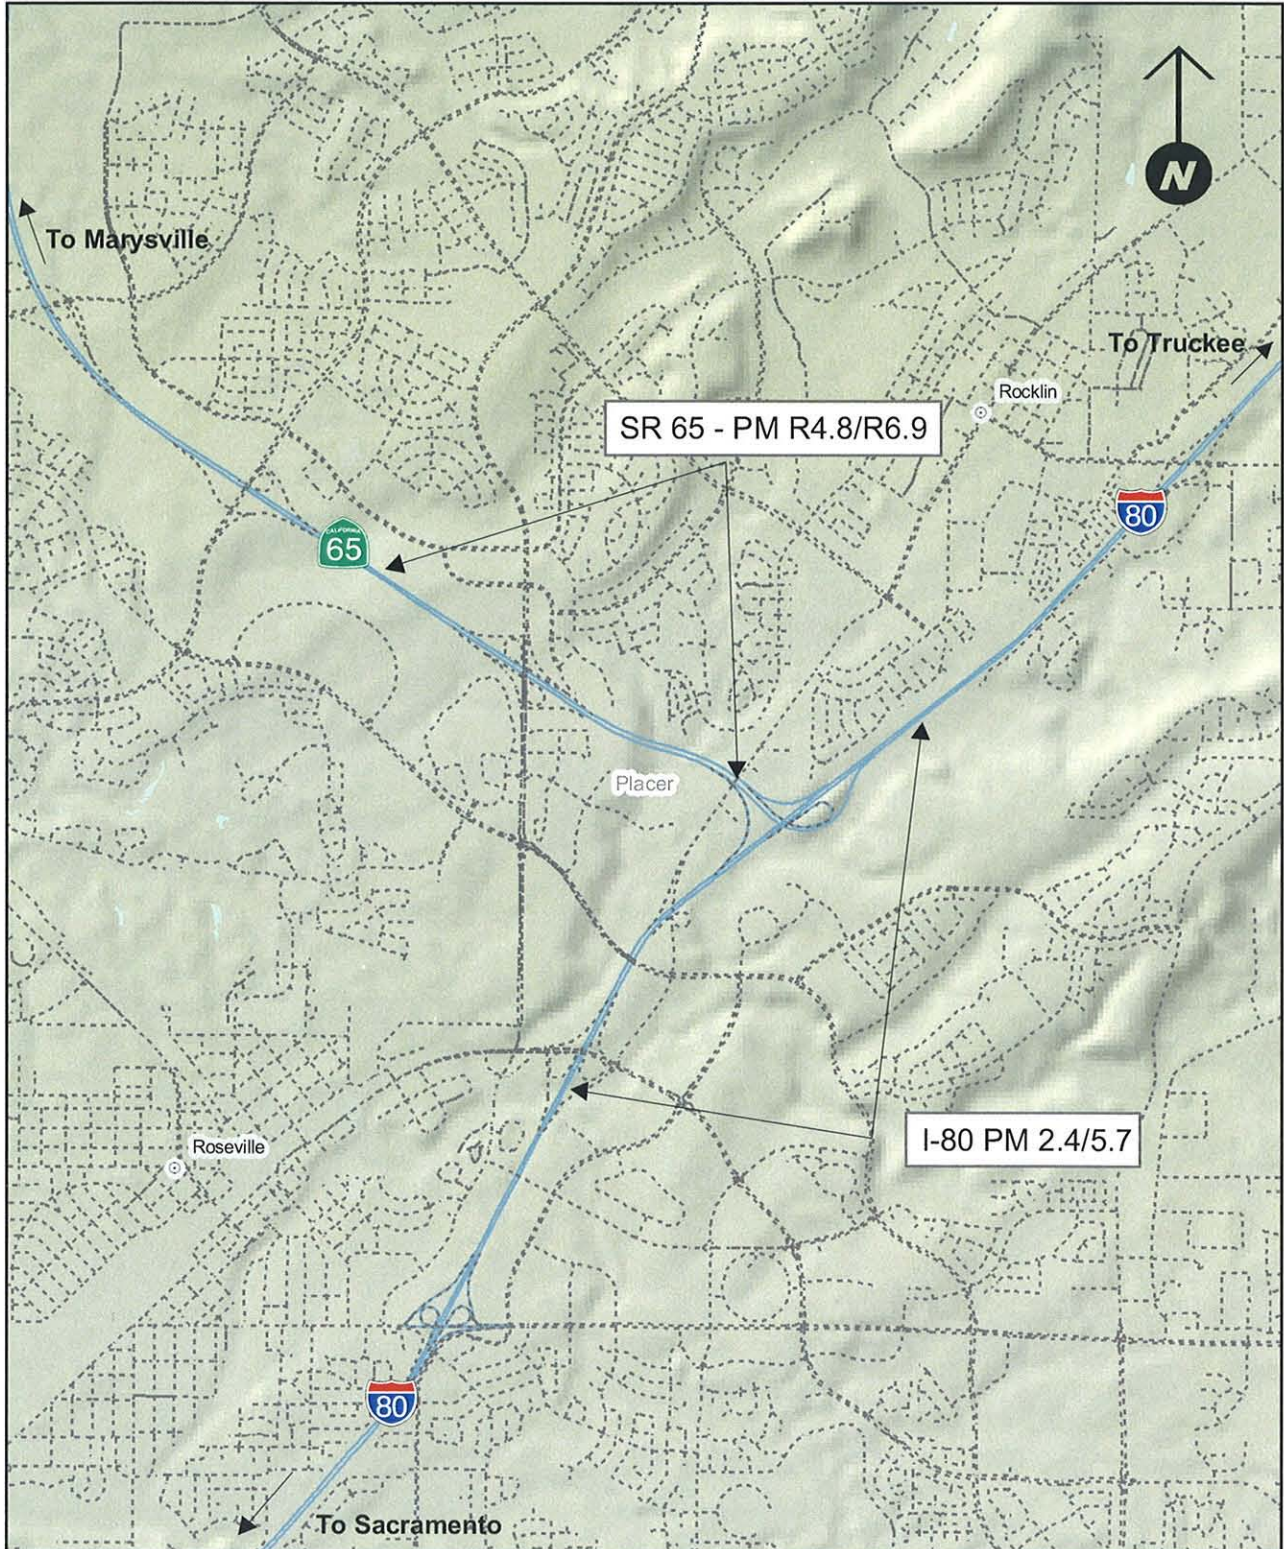 N
To Marysville
To Truckee
Rocklin
SR 65 - PM R4.8/R6.9
80
CALIFORNIA
65
Placer
I-80 PM 2.4/5.7
Roseville
80
To Sacramento